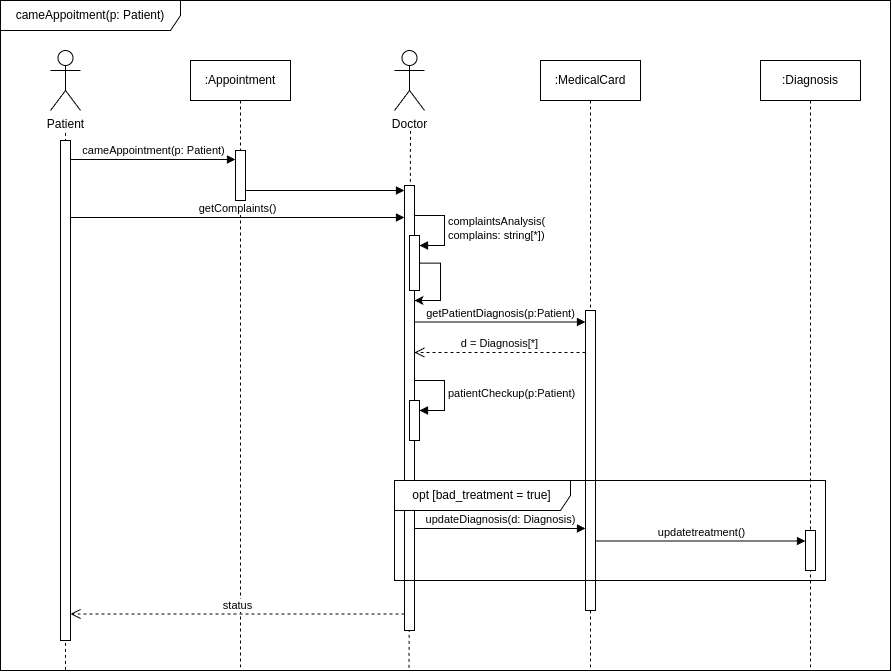 cameAppoitment(p: Patient)
:Appointment
:MedicalCard
:Diagnosis
Patient
Doctor
cameAppointment(p: Patient)
getComplaints()
complaintsAnalysis(
complains: string[*])
getPatientDiagnosis(p:Patient)
d = Diagnosis[*]
patientCheckup(p:Patient)
opt [bad_treatment = true]
updateDiagnosis(d: Diagnosis)
updatetreatment()
status